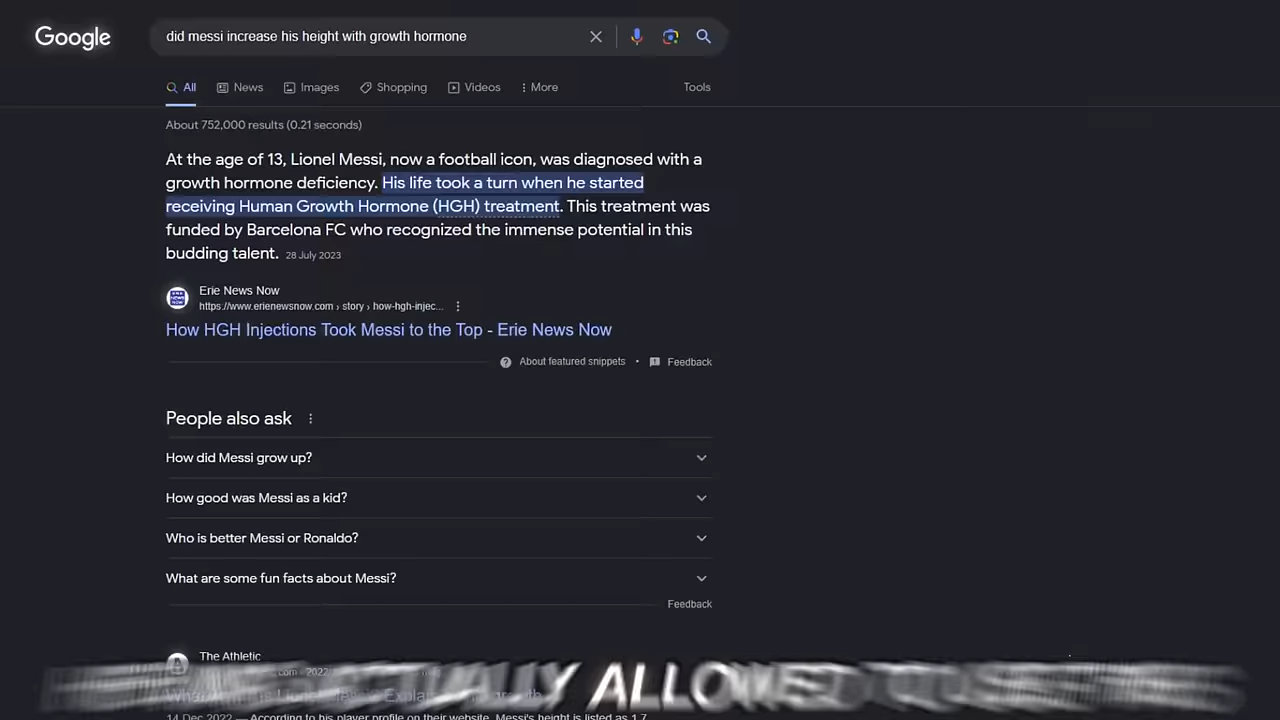 Google
did messi increase his height with growth hormone
All
News
Images
Shopping
Videos
More
Tools
About 752,000 results (0.21 seconds)
At the age of 13, Lionel Messi, now a football icon, was diagnosed with a
growth hormone deficiency. His life took a turn when he started
receiving Human Growth Hormone (HGH) treatment. This treatment was
funded by Barcelona FC who recognized the immense potential in this
budding talent. 28 July 2023
Erie News Now
https://www.erienewsnow.com › story › how-hgh-injec...
How HGH Injections Took Messi to the Top - Erie News Now
About featured snippets • Feedback
People also ask
How did Messi grow up?
How good was Messi as a kid?
Who is better Messi or Ronaldo?
What are some fun facts about Messi?
Feedback
The Athletic
ALLOWED
14 Dec 2022 — According to his player profile on their website, Messi's height is listed as 1.7